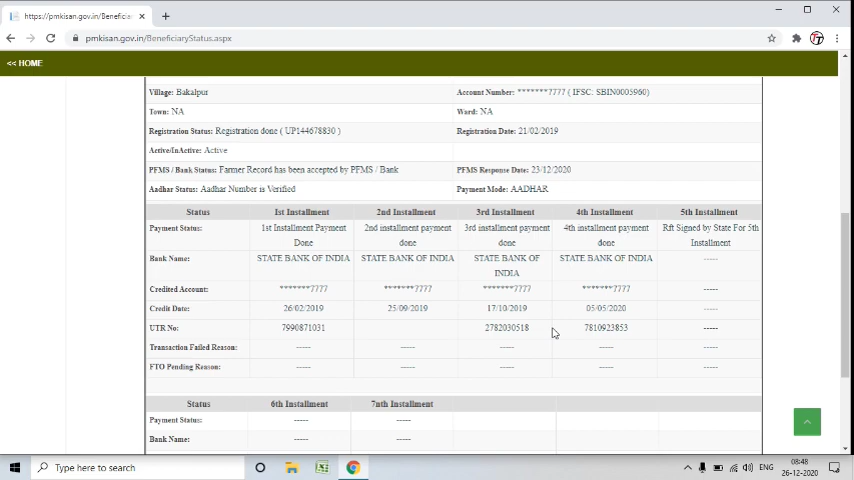 https://pmkisan.gov.in/Beneficiary
pmkisan.gov.in/BeneficiaryStatus.aspx
<< HOME
Village: Bakalpur Account Number: *******7777 ( IFSC: SBIN0005960)
Town: NA Ward: NA
Registration Status: Registration done ( UP144678830 ) Registration Date: 21/02/2019
Active/InActive: Active
PFMS / Bank Status: Farmer Record has been accepted by PFMS / Bank PFMS Response Date: 23/12/2020
Aadhar Status: Aadhar Number is Verified Payment Mode: AADHAR
Status 1st Installment 2nd Installment 3rd Installment 4th Installment 5th Installment
Payment Status: 1st Installment Payment 2nd installment payment 3rd installment payment 4th installment payment Rft Signed by State For 5th
Done done done done Installment
Bank Name: STATE BANK OF INDIA STATE BANK OF INDIA STATE BANK OF STATE BANK OF INDIA -----
INDIA
Credited Account: *******7777 *******7777 *******7777 *******7777 -----
Credit Date: 26/02/2019 25/09/2019 17/10/2019 05/05/2020 -----
UTR No: 7990871031 2782030518 7810923853 -----
Transaction Failed Reason: ----- ----- ----- ----- -----
FTO Pending Reason: ----- ----- ----- ----- -----
Status 6th Installment 7nth Installment
Payment Status: ----- -----
Bank Name: ----- -----
Type here to search
ENG
08:48
26-12-2020